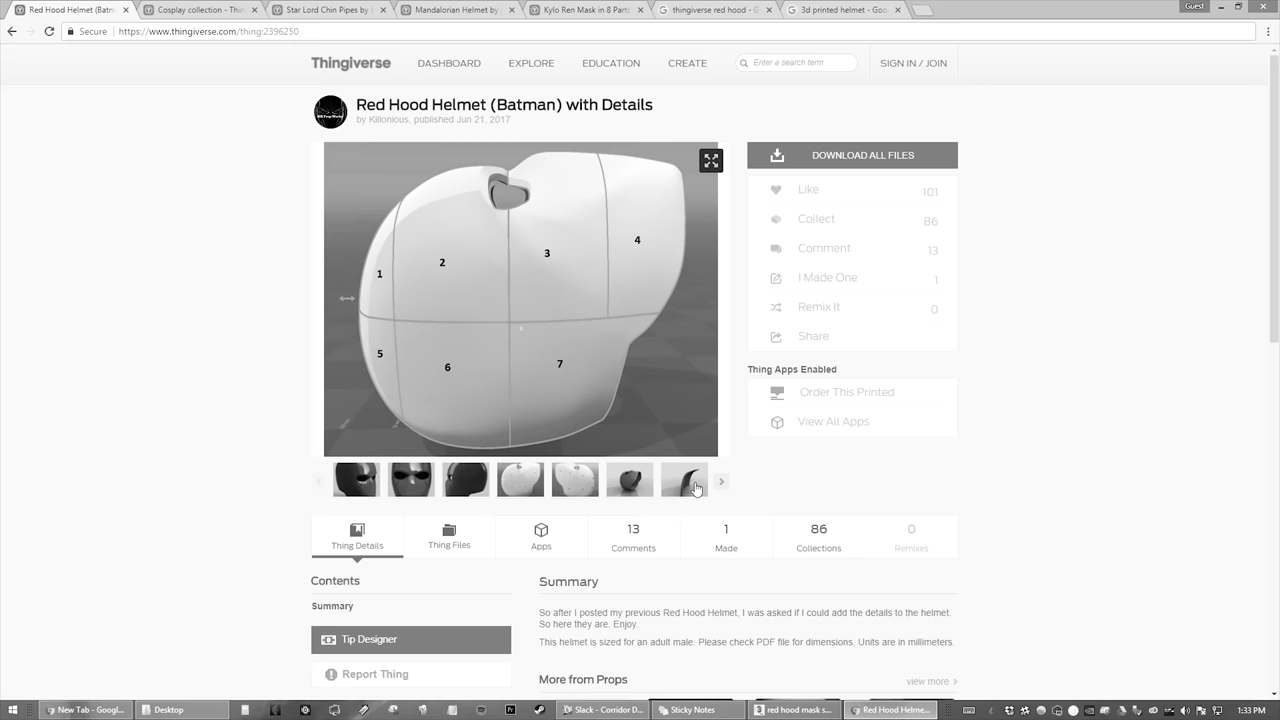 Red Hood Helmet (Batm
Cosplay collection - Thin
Star Lord Chin Pipes by
Mandalorian Helmet by
Kylo Ren Mask in 8 Parts
thingiverse red hood - G
3d printed helmet - Goo
Guest
Secure
https://www.thingiverse.com/thing:2396250
Thingiverse
DASHBOARD
EXPLORE
EDUCATION
CREATE
Enter a search term
SIGN IN / JOIN
Red Hood Helmet (Batman) with Details
by Killonious, published Jun 21, 2017
1
2
3
4
5
6
7
DOWNLOAD ALL FILES
Like 101
Collect 86
Comment 13
I Made One 1
Remix It 0
Share
Thing Apps Enabled
Order This Printed
View All Apps
Thing Details
Thing Files
Apps
13
Comments
1
Made
86
Collections
0
Remixes
Contents
Summary
Tip Designer
Report Thing
Summary
So after I posted my previous Red Hood Helmet, I was asked if I could add the details to the helmet.
So here they are. Enjoy.
This helmet is sized for an adult male. Please check PDF file for dimensions. Units are in millimeters.
More from Props
view more
New Tab - Googl...
Desktop
Slack - Corridor D...
Sticky Notes
red hood mask s...
Red Hood Helme...
1:33 PM